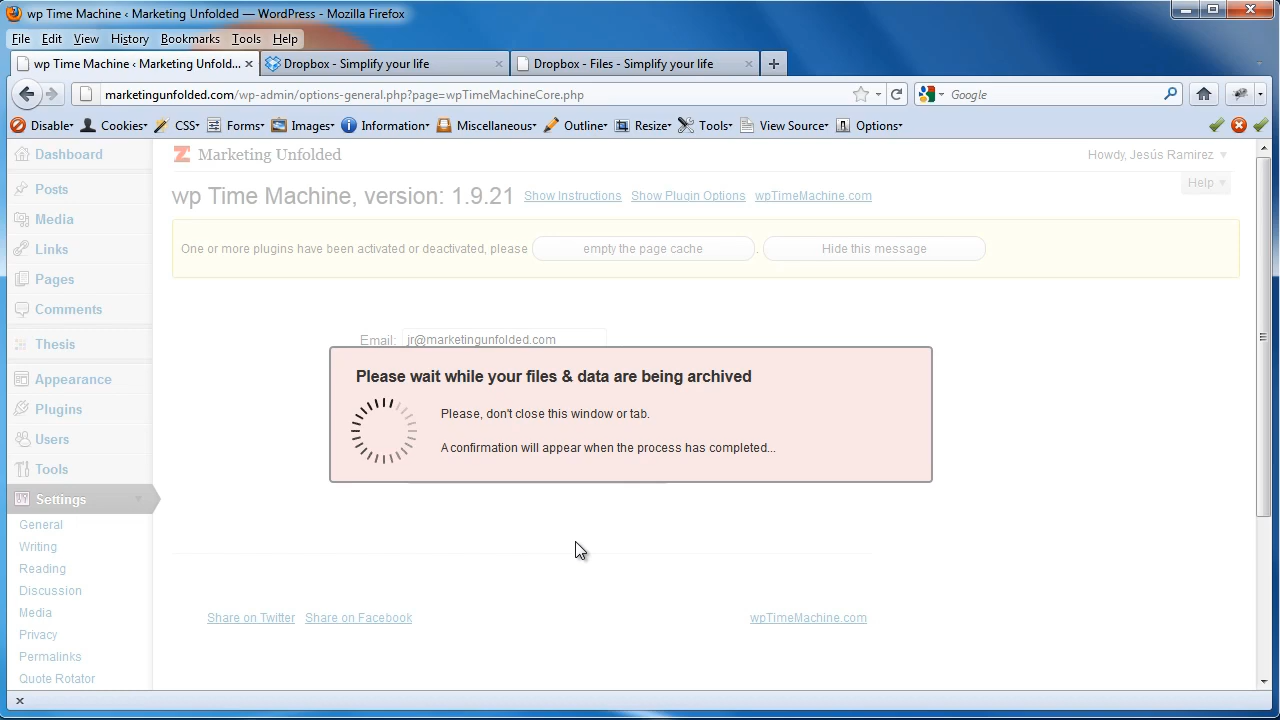 wp Time Machine ‹ Marketing Unfolded — WordPress - Mozilla Firefox
File Edit View History Bookmarks Tools Help
wp Time Machine ‹ Marketing Unfold... × Dropbox - Simplify your life × Dropbox - Files - Simplify your life × +
marketingunfolded.com/wp-admin/options-general.php?page=wpTimeMachineCore.php Google
Disable Cookies CSS Forms Images Information Miscellaneous Outline Resize Tools View Source Options
Marketing Unfolded Howdy, Jesús Ramirez
Help
wp Time Machine, version: 1.9.21 Show Instructions Show Plugin Options wpTimeMachine.com
One or more plugins have been activated or deactivated, please empty the page cache . Hide this message
Email: jr@marketingunfolded.com
Please wait while your files & data are being archived
Please, don't close this window or tab.
A confirmation will appear when the process has completed...
Share on Twitter Share on Facebook wpTimeMachine.com
Dashboard
Posts
Media
Links
Pages
Comments
Thesis
Appearance
Plugins
Users
Tools
Settings
General
Writing
Reading
Discussion
Media
Privacy
Permalinks
Quote Rotator
×